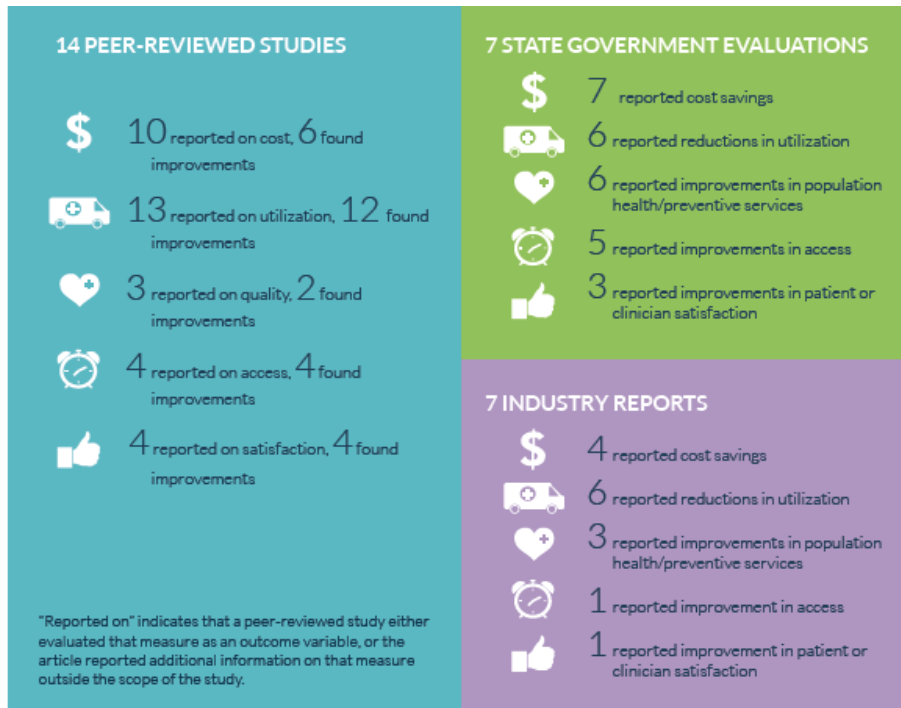 14 PEER-REVIEWED STUDIES
$
10 reported on cost, 6 found
improvements
13 reported on utilization, 12 found
improvements
3 reported on quality, 2 found
improvements
4 reported on access, 4 found
improvements
4 reported on satisfaction, 4 found
improvements
"Reported on" indicates that a peer-reviewed study either
evaluated that measure as an outcome variable, or the
article reported additional information on that measure
outside the scope of the study.
7 STATE GOVERNMENT EVALUATIONS
$
7 reported cost savings
6 reported reductions in utilization
6 reported improvements in population
health/preventive services
5 reported improvements in access
3 reported improvements in patient or
clinician satisfaction
7 INDUSTRY REPORTS
$
4 reported cost savings
6 reported reductions in utilization
3 reported improvements in population
health/preventive services
1 reported improvement in access
1 reported improvement in patient or
clinician satisfaction